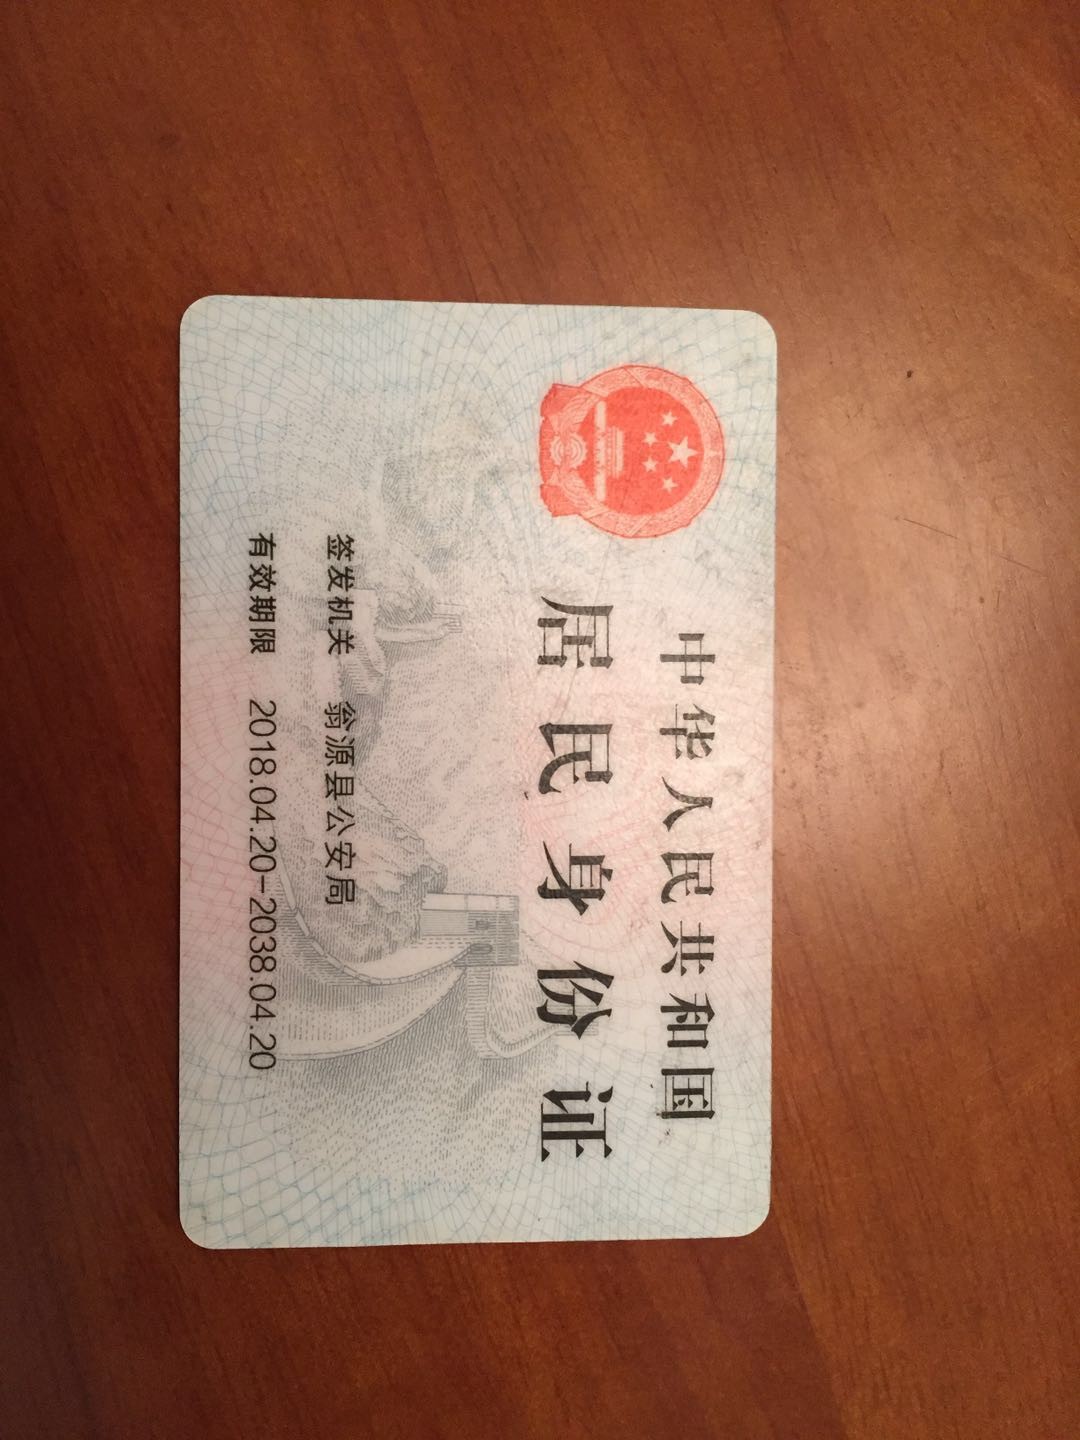 中华人民共和国
居民身份证
签发机关 翁源县公安局
有效期限 2018.04.20-2038.04.20